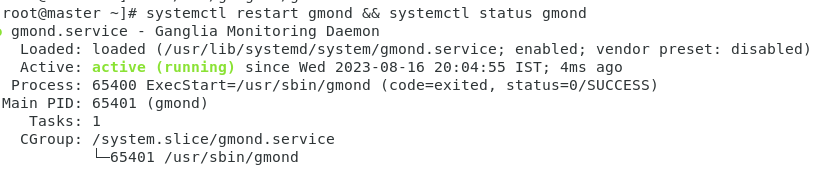 root@master ~]# systemctl restart gmond && systemctl status gmond
gmond.service - Ganglia Monitoring Daemon
Loaded: loaded (/usr/lib/systemd/system/gmond.service; enabled; vendor preset: disabled)
Active: active (running) since Wed 2023-08-16 20:04:55 IST; 4ms ago
Process: 65400 ExecStart=/usr/sbin/gmond (code=exited, status=0/SUCCESS)
Main PID: 65401 (gmond)
Tasks: 1
CGroup: /system.slice/gmond.service
└─65401 /usr/sbin/gmond